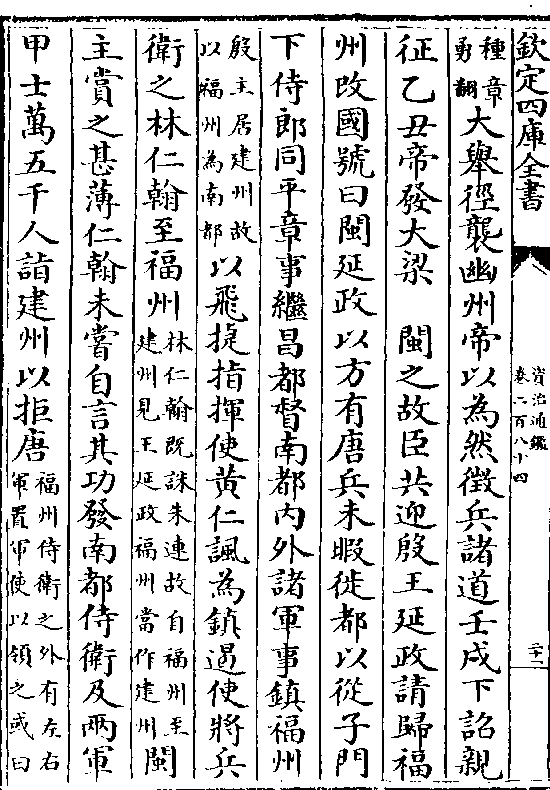 欽定四庫全書
資治通鑑
卷二百八十四
二十二
種章
勇翻
大舉徑襲幽州帝以為然徵兵諸道壬戌下詔親
征乙丑帝發大梁　閩之故臣共迎殷王延政請歸福
州改國號曰閩延政以方有唐兵未暇徙都以從子門
下侍郎同平章事繼昌都督南都內外諸軍事鎮福州
殷主居建州故
以福州為南都
以飛捷指揮使黃仁諷為鎮遏使將兵
衛之林仁翰至福州
林仁翰既誅朱連故自福州至
建州見王延政福州當作建州
閩
主賞之甚薄仁翰未嘗自言其功發南都侍衛及兩軍
甲士萬五千人詣建州以拒唐
福州侍衛之外有左右
軍置軍使以領之或曰